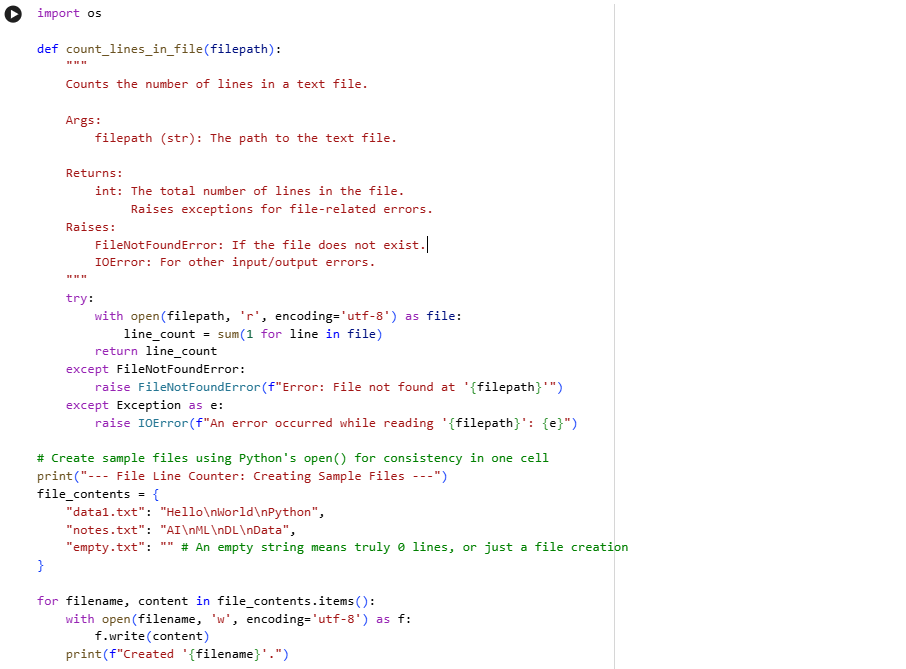 import os

def count_lines_in_file(filepath):
    """
    Counts the number of lines in a text file.

    Args:
        filepath (str): The path to the text file.

    Returns:
        int: The total number of lines in the file.
             Raises exceptions for file-related errors.
    Raises:
        FileNotFoundError: If the file does not exist.
        IOError: For other input/output errors.
    """
    try:
        with open(filepath, 'r', encoding='utf-8') as file:
            line_count = sum(1 for line in file)
        return line_count
    except FileNotFoundError:
        raise FileNotFoundError(f"Error: File not found at '{filepath}'")
    except Exception as e:
        raise IOError(f"An error occurred while reading '{filepath}': {e}")

# Create sample files using Python's open() for consistency in one cell
print("--- File Line Counter: Creating Sample Files ---")
file_contents = {
    "data1.txt": "Hello\nWorld\nPython",
    "notes.txt": "AI\nML\nDL\nData",
    "empty.txt": "" # An empty string means truly 0 lines, or just a file creation
}

for filename, content in file_contents.items():
    with open(filename, 'w', encoding='utf-8') as f:
        f.write(content)
    print(f"Created '{filename}'.")